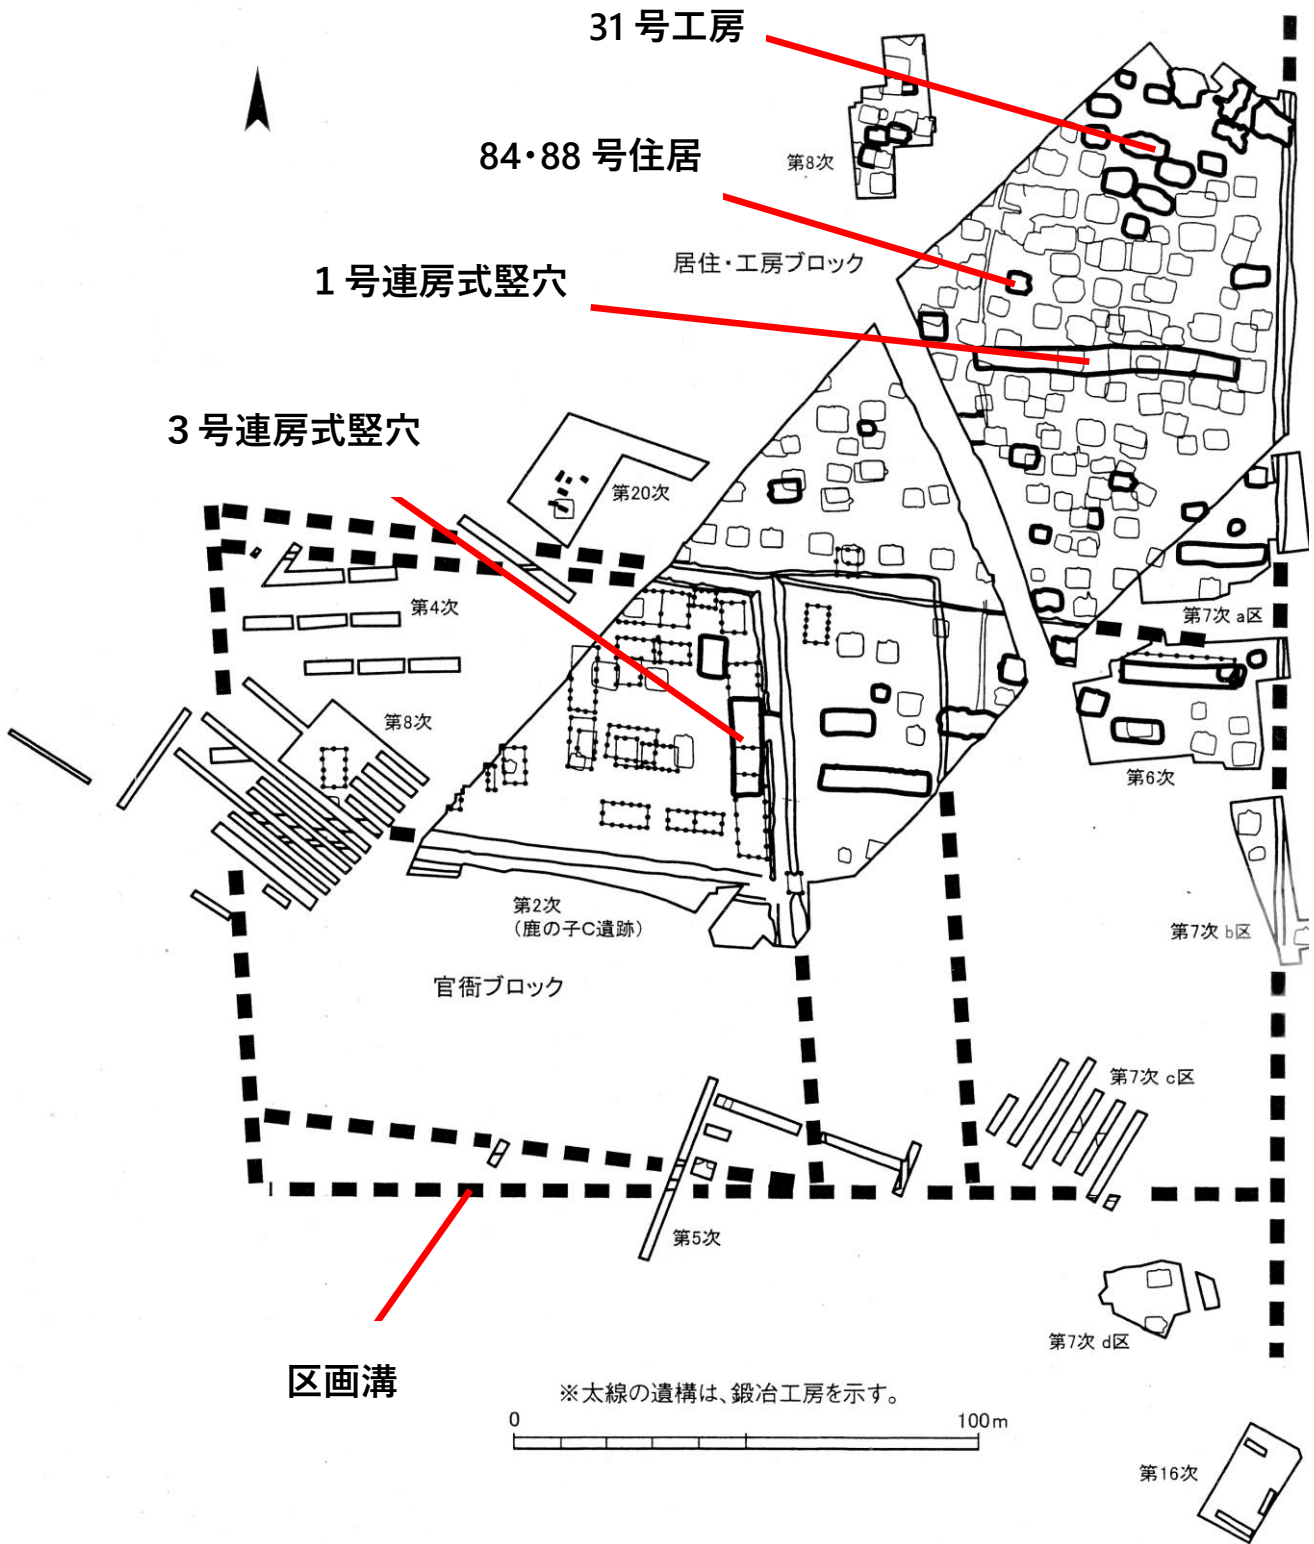 31号工房
84・88号住居
第8次
居住・工房ブロック
1号連房式竪穴
3号連房式竪穴
第20次
第4次
第7次 a区
第8次
第6次
第2次
(鹿の子C遺跡)
第7次 b区
官衙ブロック
第7次 c区
第5次
第7次 d区
区画溝
※太線の遺構は、鍛冶工房を示す。
0
100m
第16次